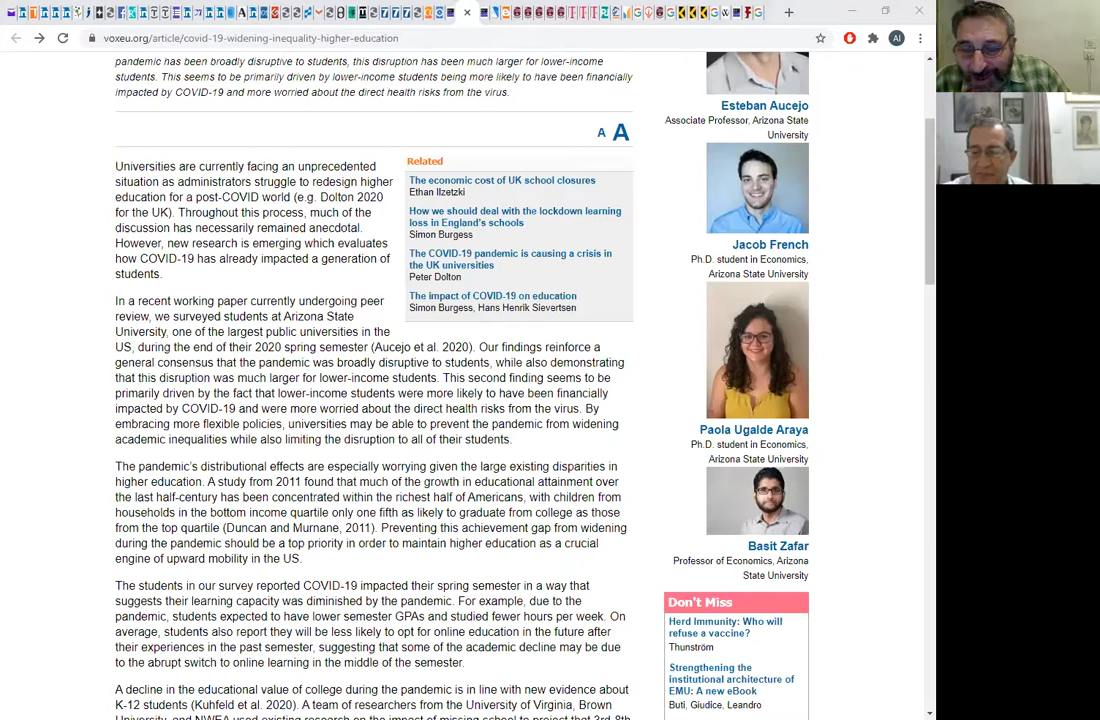 voxeu.org/article/covid-19-widening-inequality-higher-education
AI
pandemic has been broadly disruptive to students, this disruption has been much larger for lower-income
students. This seems to be primarily driven by lower-income students being more likely to have been financially
impacted by COVID-19 and more worried about the direct health risks from the virus.
A A
Universities are currently facing an unprecedented
situation as administrators struggle to redesign higher
education for a post-COVID world (e.g. Dolton 2020
for the UK). Throughout this process, much of the
discussion has necessarily remained anecdotal.
However, new research is emerging which evaluates
how COVID-19 has already impacted a generation of
students.
Related
The economic cost of UK school closures
Ethan Ilzetzki
How we should deal with the lockdown learning
loss in England's schools
Simon Burgess
The COVID-19 pandemic is causing a crisis in
the UK universities
Peter Dolton
The impact of COVID-19 on education
Simon Burgess, Hans Henrik Sievertsen
In a recent working paper currently undergoing peer
review, we surveyed students at Arizona State
University, one of the largest public universities in the
US, during the end of their 2020 spring semester (Aucejo et al. 2020). Our findings reinforce a
general consensus that the pandemic was broadly disruptive to students, while also demonstrating
that this disruption was much larger for lower-income students. This second finding seems to be
primarily driven by the fact that lower-income students were more likely to have been financially
impacted by COVID-19 and were more worried about the direct health risks from the virus. By
embracing more flexible policies, universities may be able to prevent the pandemic from widening
academic inequalities while also limiting the disruption to all of their students.
The pandemic's distributional effects are especially worrying given the large existing disparities in
higher education. A study from 2011 found that much of the growth in educational attainment over
the last half-century has been concentrated within the richest half of Americans, with children from
households in the bottom income quartile only one fifth as likely to graduate from college as those
from the top quartile (Duncan and Murnane, 2011). Preventing this achievement gap from widening
during the pandemic should be a top priority in order to maintain higher education as a crucial
engine of upward mobility in the US.
The students in our survey reported COVID-19 impacted their spring semester in a way that
suggests their learning capacity was diminished by the pandemic. For example, due to the
pandemic, students expected to have lower semester GPAs and studied fewer hours per week. On
average, students also report they will be less likely to opt for online education in the future after
their experiences in the past semester, suggesting that some of the academic decline may be due
to the abrupt switch to online learning in the middle of the semester.
A decline in the educational value of college during the pandemic is in line with new evidence about
K-12 students (Kuhfeld et al. 2020). A team of researchers from the University of Virginia, Brown
University, and NWEA used existing research on the impact of missing school to project that 3rd-8th
Esteban Aucejo
Associate Professor, Arizona State
University
Jacob French
Ph.D. student in Economics,
Arizona State University
Paola Ugalde Araya
Ph.D. student in Economics,
Arizona State University
Basit Zafar
Professor of Economics, Arizona
State University
Don't Miss
Herd Immunity: Who will
refuse a vaccine?
Thunström
Strengthening the
institutional architecture of
EMU: A new eBook
Buti, Giudice, Leandro